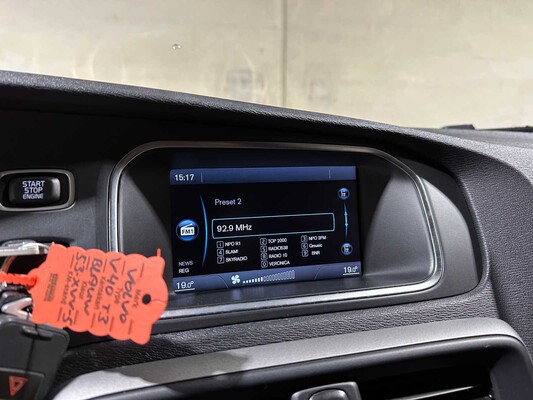 15:17
Preset 2
FM1
92.9 MHz
1 NPO R1 2 TOP 2000 3 NPO 3FM
4 SLAM! 5 RADIO538 6 Qmusic
7 SKYRADIO 8 RADIO 10 9 BNR
0 VERONICA
NEWS
REG
19.0° 19.0°
START
STOP
ENGINE
VOLVO
V40 T3
BLAUW